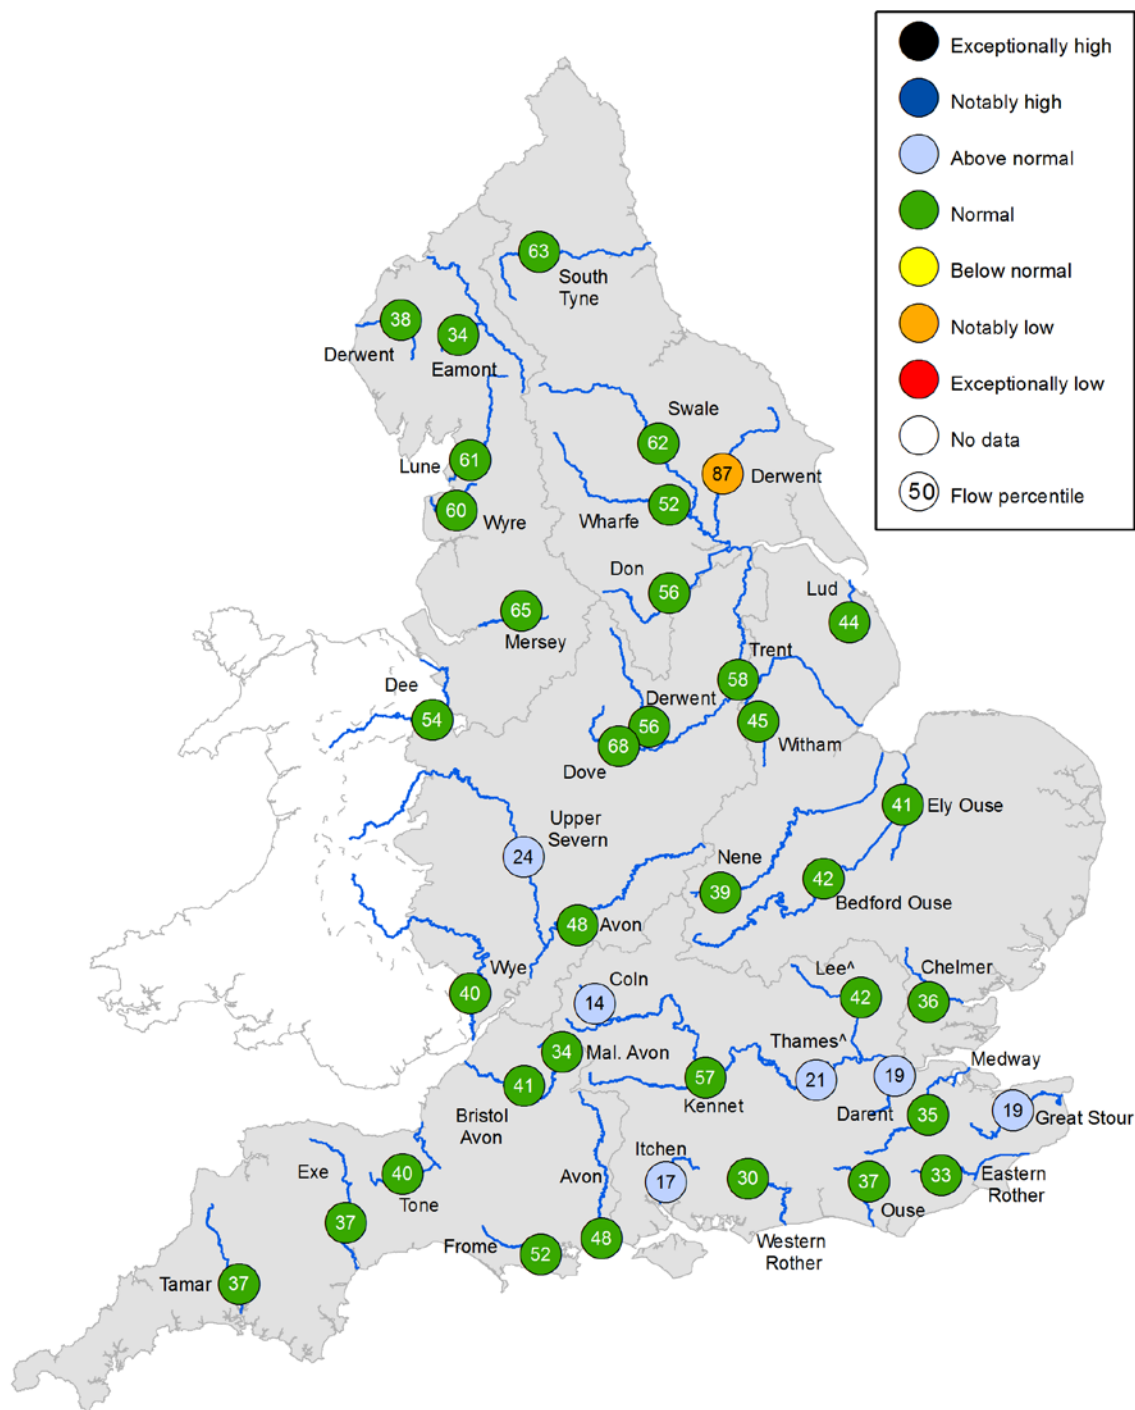 Exceptionally high
Notably high
Above normal
Normal
Below normal
Notably low
Exceptionally low
No data
50 Flow percentile
63
South
Tyne
38
Derwent
34
Eamont
Swale
62
87
Derwent
Lune
61
60
Wyre
Wharfe
52
Don
56
Lud
44
65
Mersey
Trent
58
Dee
54
Derwent
56
45
Witham
68
Dove
41
Ely Ouse
Upper
Severn
24
Nene
39
42
Bedford Ouse
48
Avon
Wye
40
Coln
14
Lee^
42
Chelmer
36
34
Mal. Avon
Thames^
21
19
Darent
Medway
35
41
Bristol
Avon
57
Kennet
19
Great Stour
Itchen
17
30
Western
Rother
37
Ouse
33
Eastern
Rother
Exe
37
40
Tone
Avon
48
Frome
52
Tamar
37